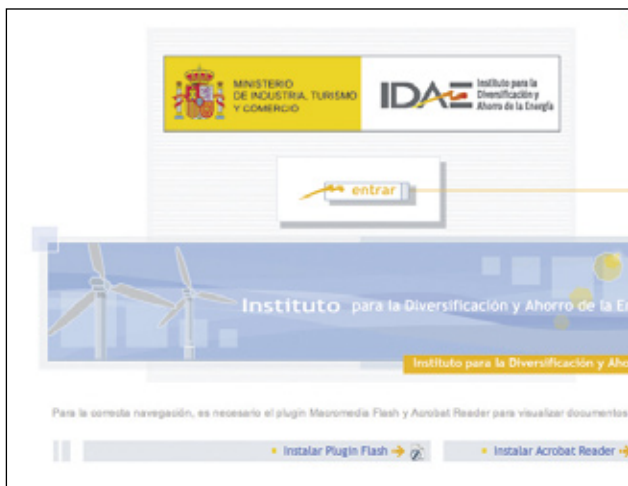 MINISTERIO
DE INDUSTRIA, TURISMO
Y COMERCIO
IDAE
Instituto para la
Diversificación y
Ahorro de la Energía
entrar
Instituto para la Diversificación y Ahorro de la En
Instituto para la Diversificación y Aho
Para la correcta navegación, es necesario el plugin Macromedia Flash y Acrobat Reader para visualizar documentos
Instalar Plugin Flash
Instalar Acrobat Reader